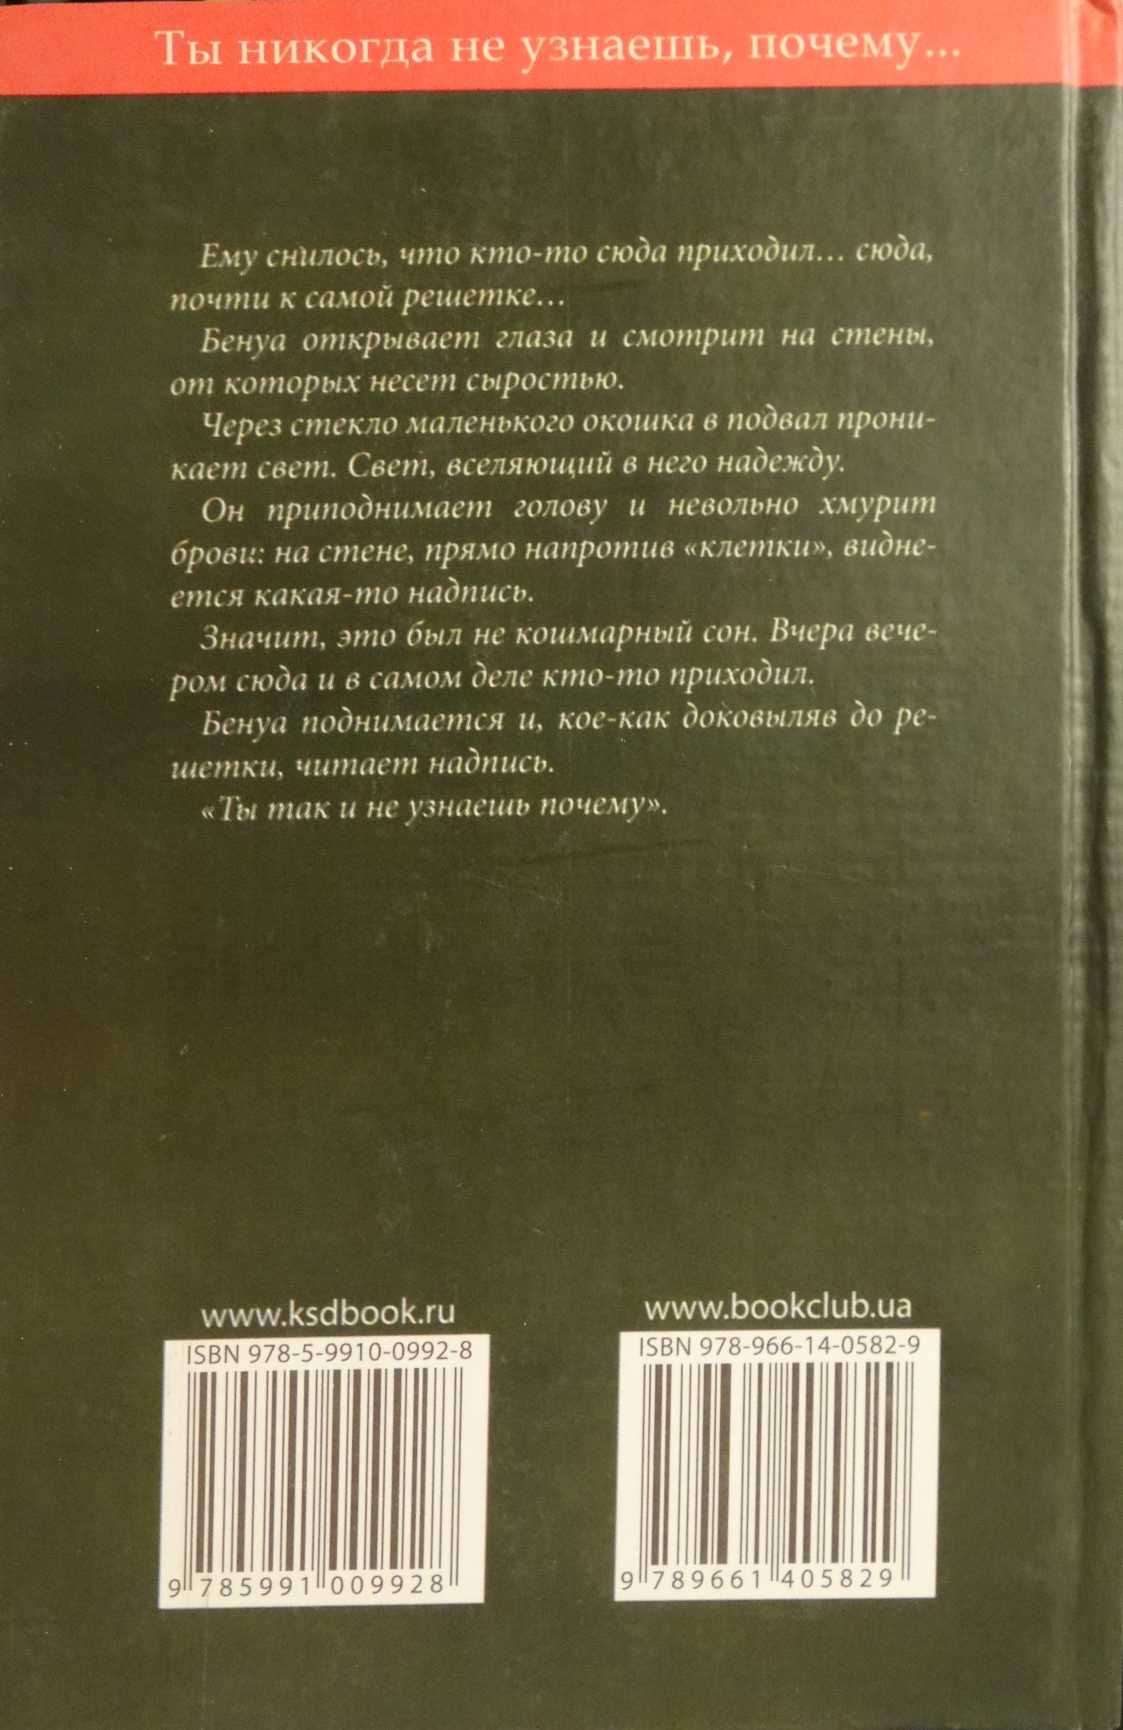 Ты никогда не узнаешь, почему...
Ему снилось, что кто-то сюда приходил... сюда,
почти к самой решетке...
Бенуа открывает глаза и смотрит на стены,
от которых несет сыростью.
Через стекло маленького окошка в подвал прони-
кает свет. Свет, вселяющий в него надежду.
Он приподнимает голову и невольно хмурит
брови: на стене, прямо напротив «клетки», видне-
ется какая-то надпись.
Значит, это был не кошмарный сон. Вчера вече-
ром сюда и в самом деле кто-то приходил.
Бенуа поднимается и, кое-как доковыляв до ре-
шетки, читает надпись.
«Ты так и не узнаешь почему».
www.ksdbook.ru
ISBN 978-5-9910-0992-8
9 785991 009928
www.bookclub.ua
ISBN 978-966-14-0582-9
9 789661 405829